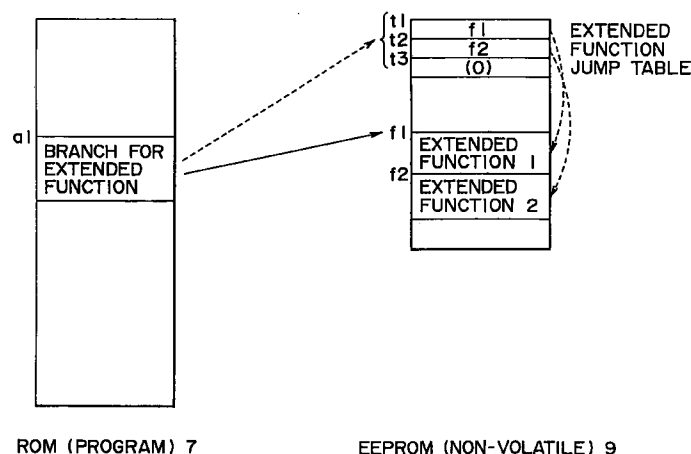 t1
f1
EXTENDED
t2
f2
FUNCTION
t3
(0)
JUMP TABLE
a1
BRANCH FOR
EXTENDED
FUNCTION
f1
EXTENDED
FUNCTION 1
f2
EXTENDED
FUNCTION 2
ROM (PROGRAM) 7
EEPROM (NON-VOLATILE) 9